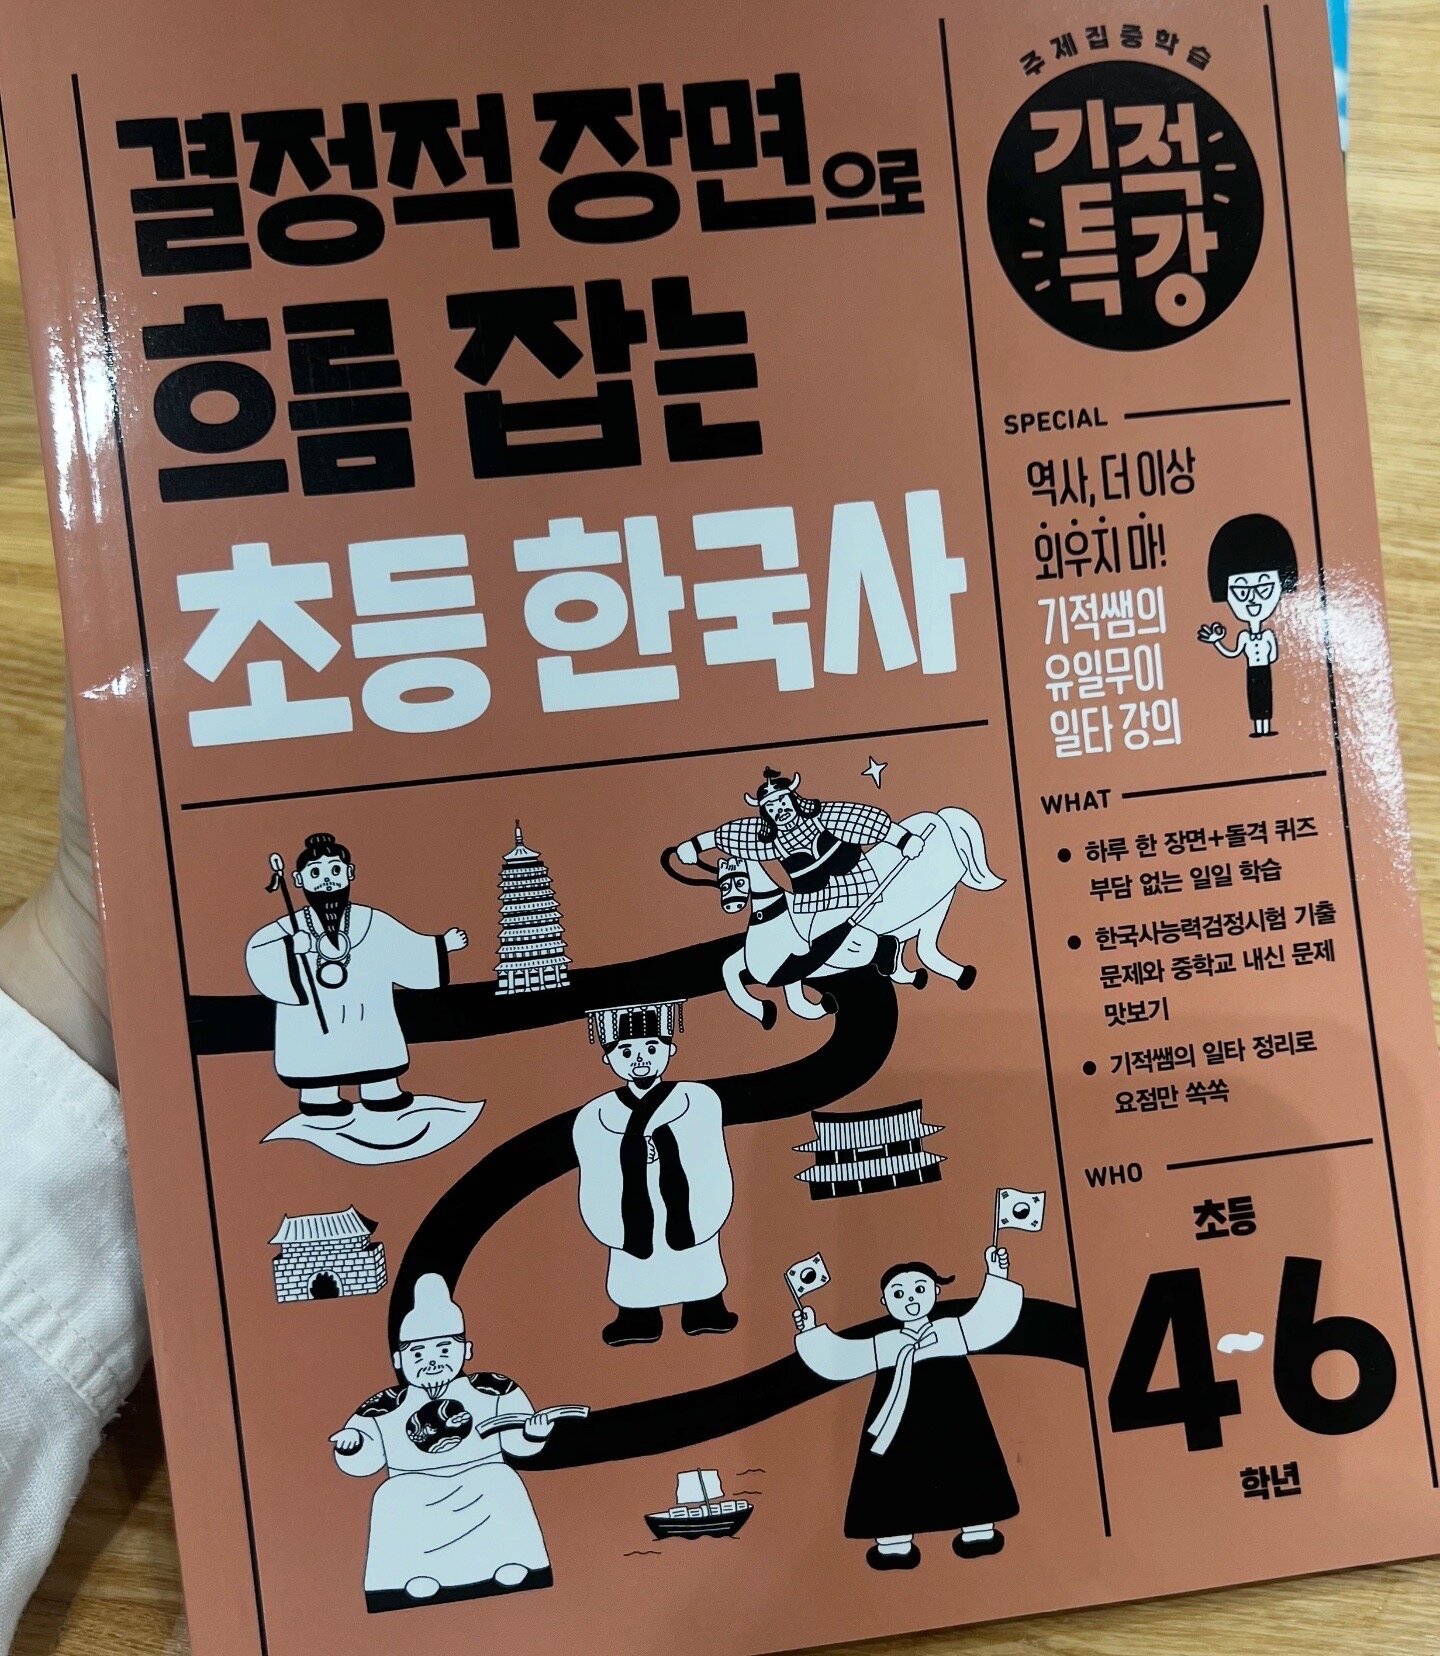 결정적 장면으로
흐름 잡는
초등 한국사
주제집중학습
기적
특강
SPECIAL
역사, 더 이상
외우지 마!
기적쌤의
유일무이
일타 강의
WHAT
● 하루 한 장면+돌격 퀴즈
부담 없는 일일 학습
● 한국사능력검정시험 기출
문제와 중학교 내신 문제
맛보기
● 기적쌤의 일타 정리로
요점만 쏙쏙
WHO
초등
4~6
학년